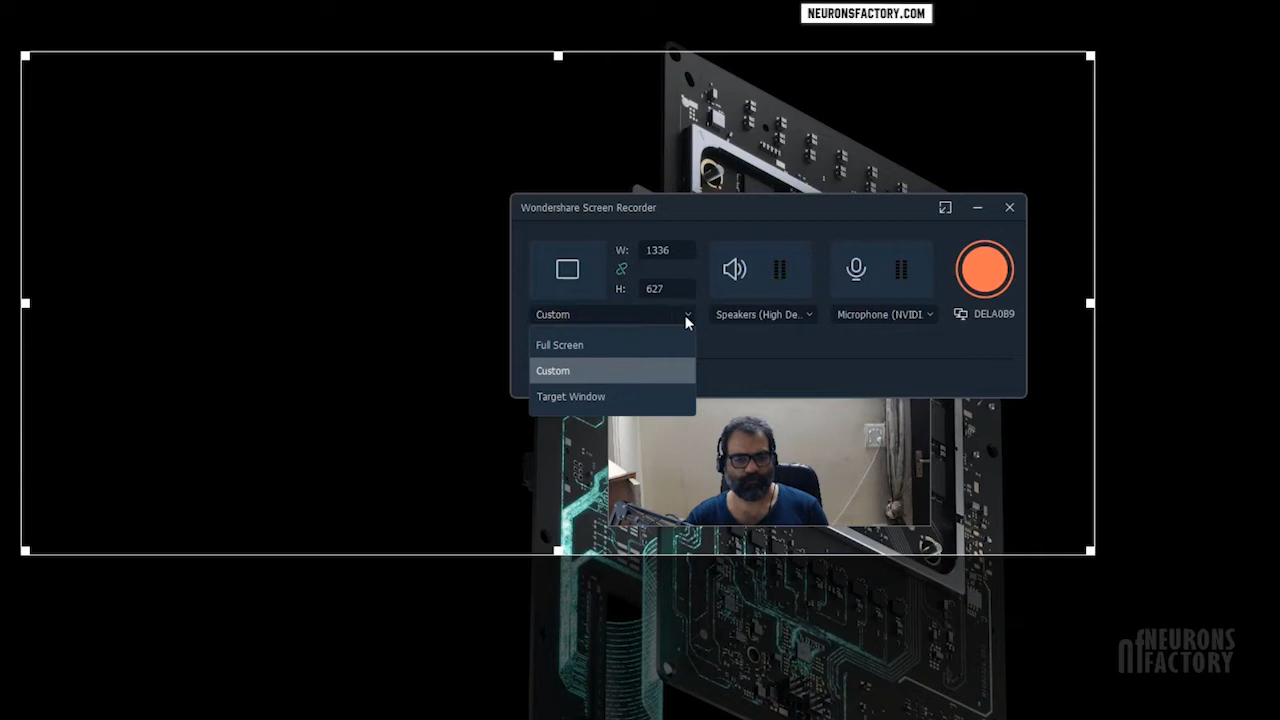 NEURONSFACTORY.COM
Wondershare Screen Recorder
W: 1336
H: 627
Custom
Speakers (High De..
Microphone (NVIDI.
DELA0B9
Full Screen
Custom
Target Window
NEURONS
FACTORY